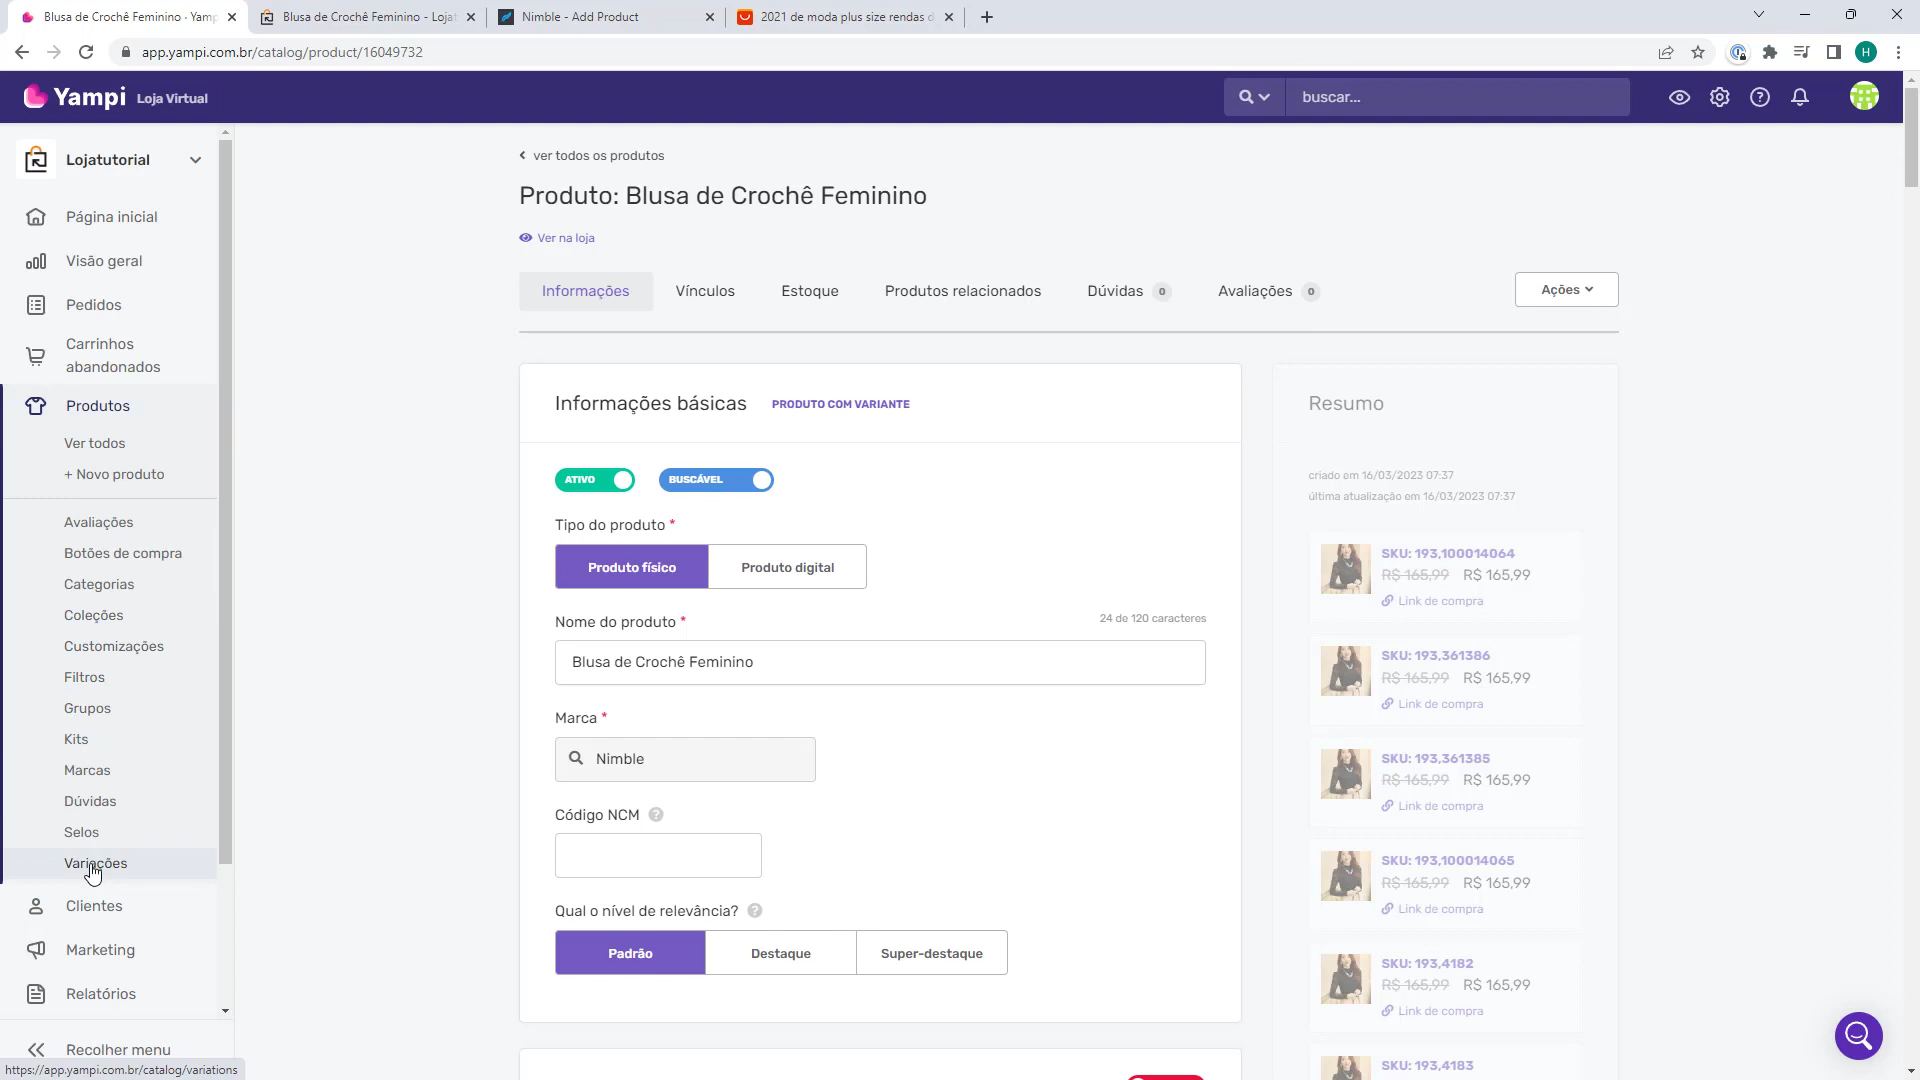 Blusa de Crochê Feminino · Yamp
Blusa de Crochê Feminino - Lojat
Nimble - Add Product
2021 de moda plus size rendas d
app.yampi.com.br/catalog/product/16049732
H
Yampi Loja Virtual
buscar...
Lojatutorial
Página inicial
Visão geral
Pedidos
Carrinhos
abandonados
Produtos
Ver todos
+ Novo produto
Avaliações
Botões de compra
Categorias
Coleções
Customizações
Filtros
Grupos
Kits
Marcas
Dúvidas
Selos
Variações
Clientes
Marketing
Relatórios
Recolher menu
https://app.yampi.com.br/catalog/variations
ver todos os produtos
Produto: Blusa de Crochê Feminino
Ver na loja
Informações Vínculos Estoque Produtos relacionados Dúvidas 0 Avaliações 0
Ações
Informações básicas PRODUTO COM VARIANTE
ATIVO BUSCÁVEL
Tipo do produto *
Produto físico Produto digital
Nome do produto * 24 de 120 caracteres
Blusa de Crochê Feminino
Marca *
Nimble
Código NCM ?
Qual o nível de relevância? ?
Padrão Destaque Super-destaque
Resumo
criado em 16/03/2023 07:37
última atualização em 16/03/2023 07:37
SKU: 193,100014064
R$ 165,99 R$ 165,99
Link de compra
SKU: 193,361386
R$ 165,99 R$ 165,99
Link de compra
SKU: 193,361385
R$ 165,99 R$ 165,99
Link de compra
SKU: 193,100014065
R$ 165,99 R$ 165,99
Link de compra
SKU: 193,4182
R$ 165,99 R$ 165,99
Link de compra
SKU: 193,4183